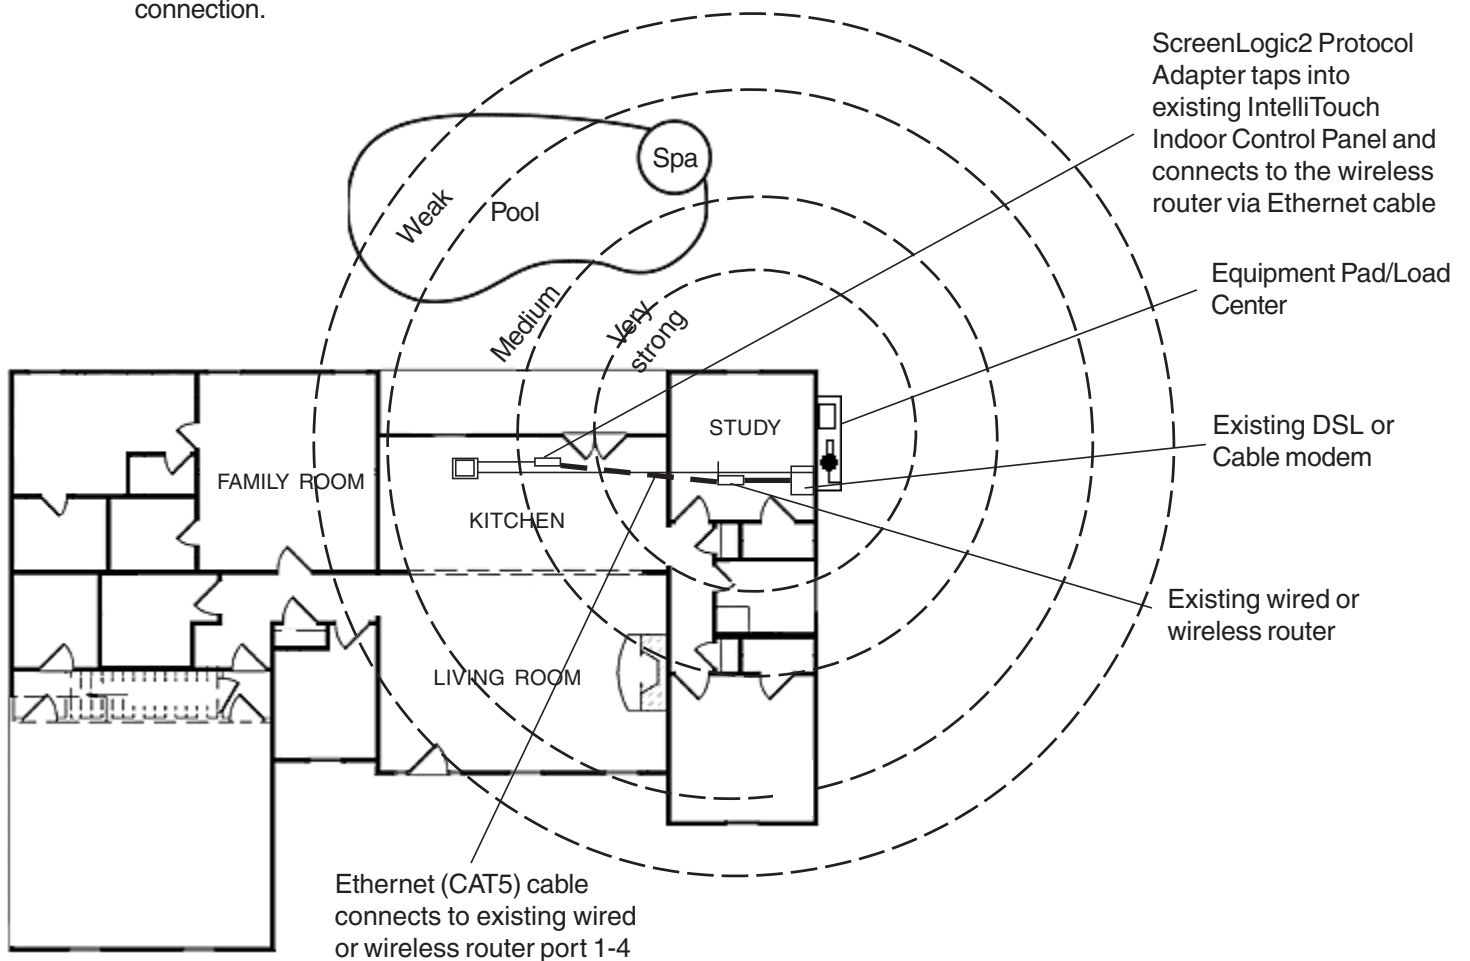 connection.
ScreenLogic2 Protocol
Adapter taps into
existing IntelliTouch
Indoor Control Panel and
connects to the wireless
router via Ethernet cable
Spa
Pool
Weak
Medium
Very
strong
Equipment Pad/Load
Center
STUDY
Existing DSL or
Cable modem
FAMILY ROOM
KITCHEN
Existing wired or
wireless router
LIVING ROOM
Ethernet (CAT5) cable
connects to existing wired
or wireless router port 1-4